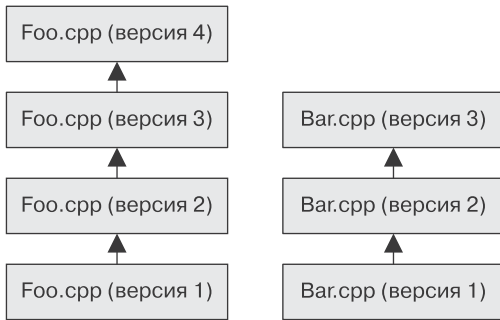 Foo.cpp (версия 4)
Foo.cpp (версия 3)
Bar.cpp (версия 3)
Foo.cpp (версия 2)
Bar.cpp (версия 2)
Foo.cpp (версия 1)
Bar.cpp (версия 1)